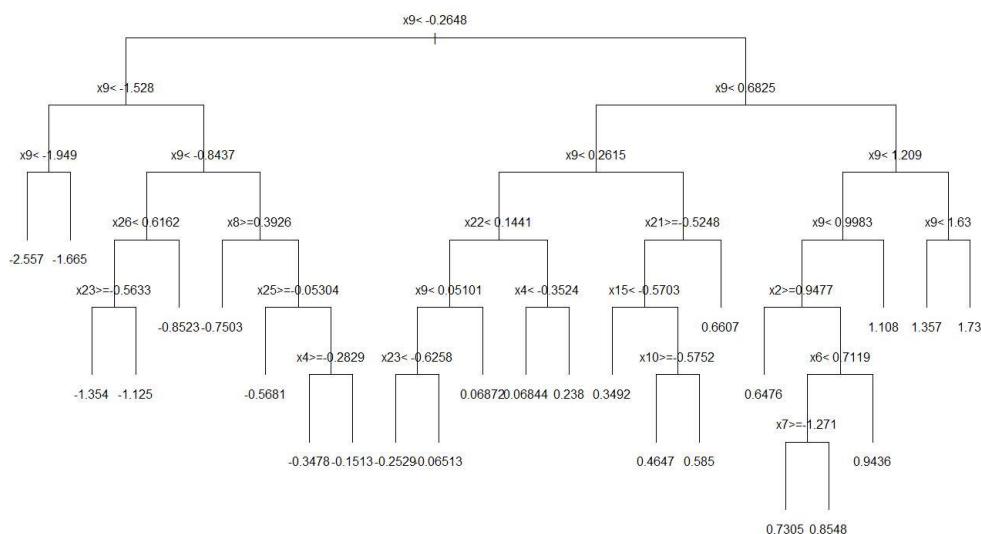 x9< -0.2648
x9< -1.528 x9< 0.6825
x9< -1.949 x9< -0.8437 x9< 0.2615 x9< 1.209
x26< 0.6162 x8>=0.3926 x22< 0.1441 x21>=-0.5248 x9< 0.9983 x9< 1.63
-2.557 -1.665 x23>=-0.5633 -0.8523 -0.7503 x25>=-0.05304 x9< 0.05101 x4< -0.3524 x15< -0.5703 0.6607 x2>=0.9477 1.108 1.357 1.73
-1.354 -1.125 -0.5681 x4>=-0.2829 x23< -0.6258 0.06872 0.06844 0.238 0.3492 x10>=-0.5752 0.6476 x6< 0.7119
-0.3478 -0.1513 -0.2529 -0.06513 0.4647 0.585 x7>=-1.271 0.9436
0.7305 0.8548